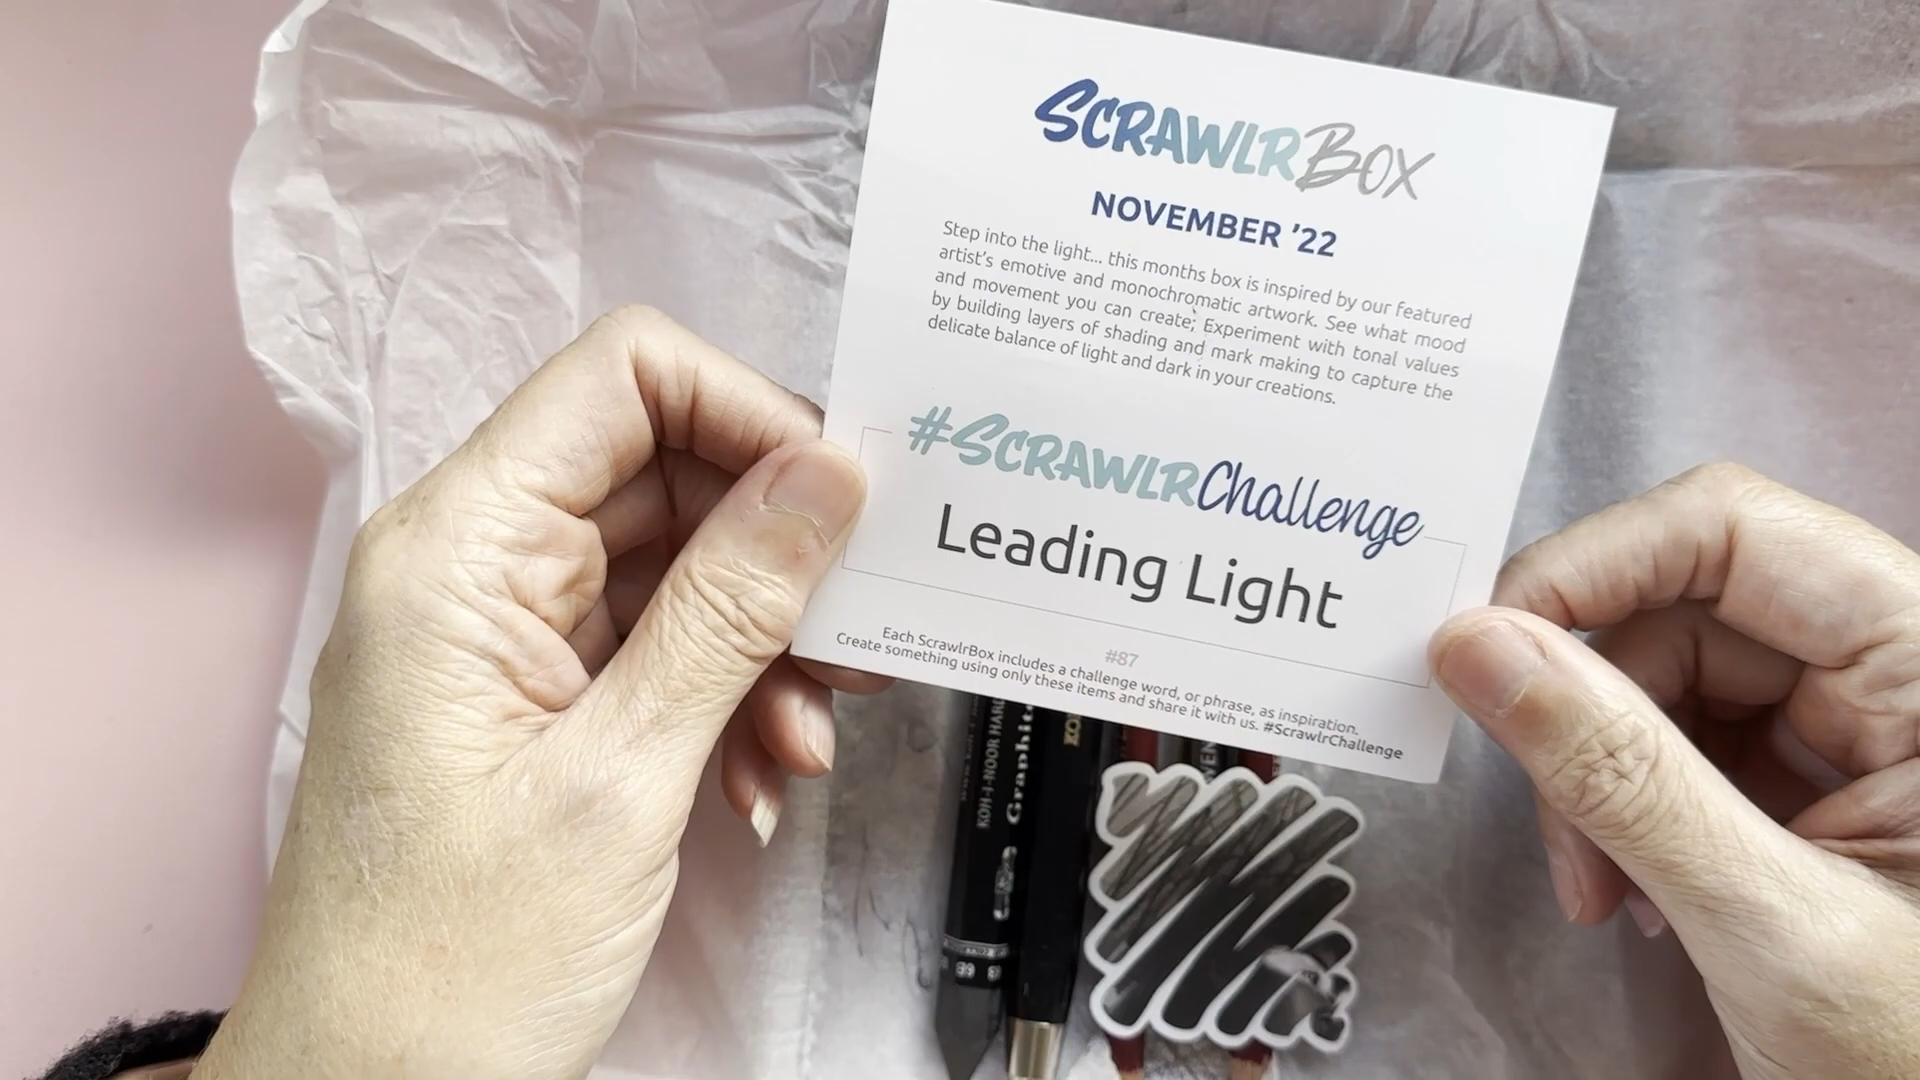 SCRAWLRBOX
NOVEMBER ’22
Step into the light... this months box is inspired by our featured
artist’s emotive and monochromatic artwork. See what mood
and movement you can create; Experiment with tonal values
by building layers of shading and mark making to capture the
delicate balance of light and dark in your creations.
#SCRAWLRChallenge
Leading Light
#87
Each ScrawlrBox includes a challenge word, or phrase, as inspiration.
Create something using only these items and share it with us. #ScrawlrChallenge
KOH-I-NOOR HARD
Graphite
KO